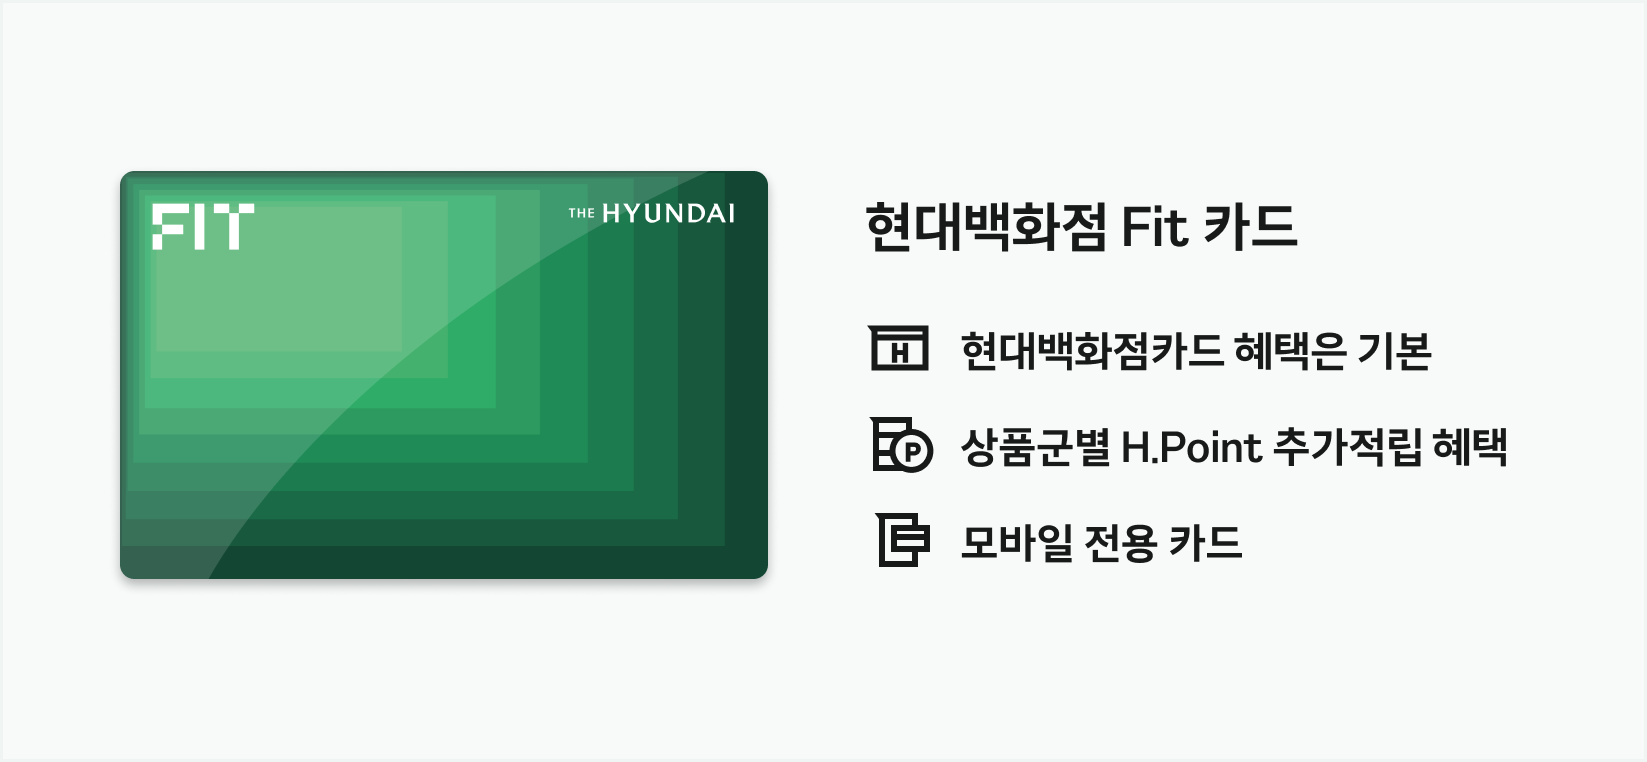 FIT
THE HYUNDAI
현대백화점 Fit 카드
H
현대백화점카드 혜택은 기본
P
상품군별 H.Point 추가적립 혜택
모바일 전용 카드